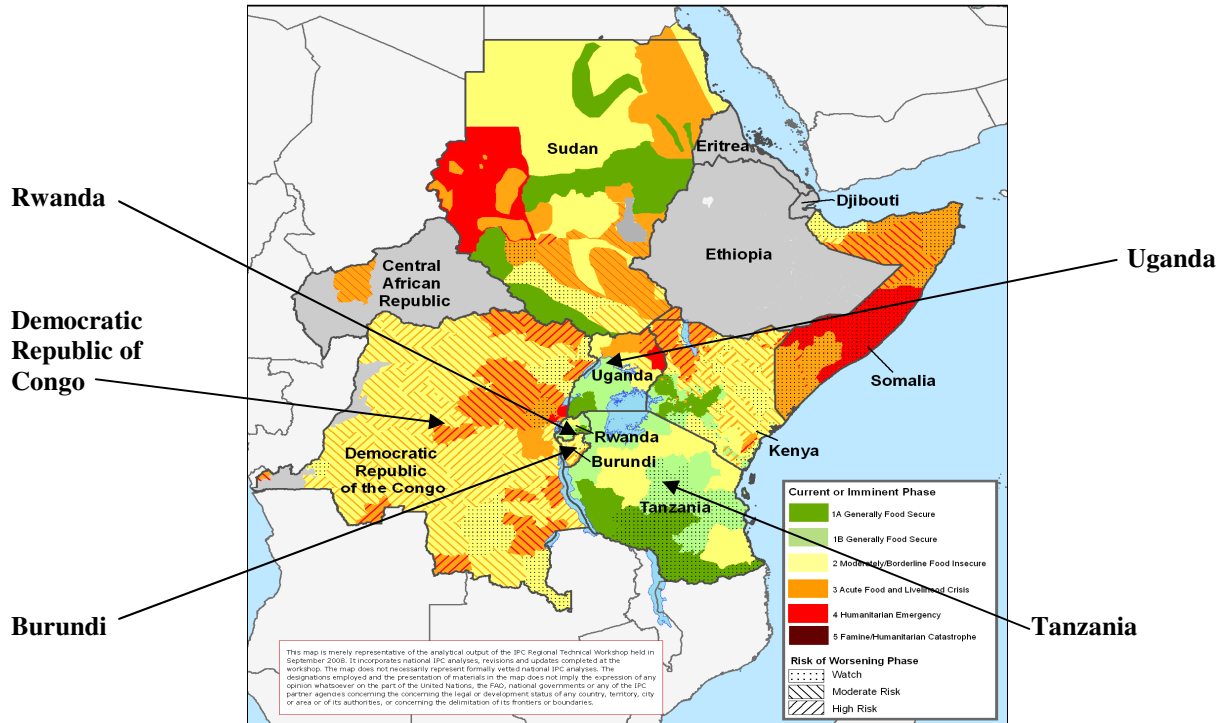 Rwanda
Democratic
Republic of
Congo
Burundi
Uganda
Tanzania
Sudan
Eritrea
Djibouti
Ethiopia
Central
African
Republic
Somalia
Uganda
Rwanda
Burundi
Kenya
Democratic
Republic
of the Congo
Tanzania
Current or Imminent Phase
1A Generally Food Secure
1B Generally Food Secure
2 Moderately/Borderline Food Insecure
3 Acute Food and Livelihood Crisis
4 Humanitarian Emergency
5 Famine/Humanitarian Catastrophe
Risk of Worsening Phase
Watch
Moderate Risk
High Risk
This map is merely representative of the analytical output of the IPC Regional Technical Workshop held in
September 2008. It incorporates national IPC analyses, revisions and updates completed at the
workshop. The map does not necessarily represent formally vetted national IPC analyses. The
designations employed and the presentation of materials in the map does not imply the expression of any
opinion whatsoever on the part of the United Nations, the FAO, national governments or any of the IPC
partner agencies concerning the concerning the legal or development status of any country, territory, city
or area or of its authorities, or concerning the delimitation of its frontiers or boundaries.